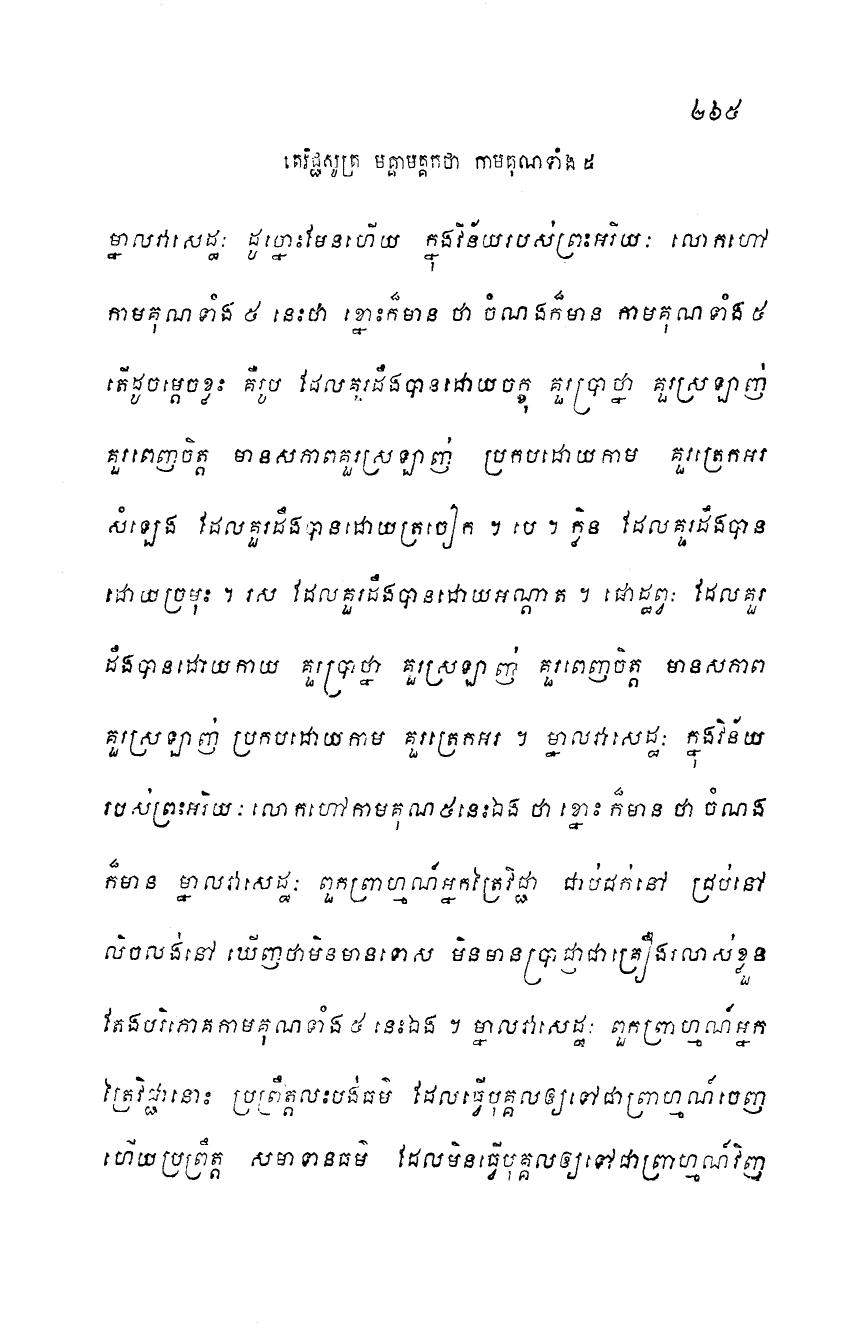 ២៦៥
តេវិជ្ជសូត្រ មគ្គាមគ្គកថា កាមគុណទាំង ៥
ម្នាលវាសេដ្ឋៈ ដូច្នោះមែនហើយ ក្នុងវិន័យរបស់ព្រះអរិយៈ លោកហៅ
កាមគុណទាំង ៥ នេះថា ខ្នោះក៏មាន ថា ចំណងក៏មាន កាមគុណទាំង ៥
តើដូចម្តេចខ្លះ គឺរូប ដែលគួរដឹងបានដោយចក្ខុ គួរប្រាថ្នា គួរស្រឡាញ់
គួរពេញចិត្ត មានសភាពគួរស្រឡាញ់ ប្រកបដោយកាម គួរត្រេកអរ
សំឡេង ដែលគួរដឹងបានដោយត្រចៀក ។ បេ ។ ក្លិន ដែលគួរដឹងបាន
ដោយច្រមុះ ។ រស ដែលគួរដឹងបានដោយអណ្តាត ។ ផោដ្ឋព្វៈ ដែលគួរ
ដឹងបានដោយកាយ គួរប្រាថ្នា គួរស្រឡាញ់ គួរពេញចិត្ត មានសភាព
គួរស្រឡាញ់ ប្រកបដោយកាម គួរត្រេកអរ ។ ម្នាលវាសេដ្ឋៈ ក្នុងវិន័យ
របស់ព្រះអរិយៈ លោកហៅកាមគុណ៥នេះឯង ថា ខ្នោះ ក៏មាន ថា ចំណង
ក៏មាន ម្នាលវាសេដ្ឋៈ ពួកព្រាហ្មណ៍អ្នកត្រៃវិជ្ជា ជាប់ដក់នៅ ជ្រប់នៅ
លិចលង់នៅ ឃើញថាមិនមានទោស មិនមានប្រាជ្ញាជាគ្រឿងរលាស់ខ្លួន
តែងបរិភោគកាមគុណទាំង ៥ នេះឯង ។ ម្នាលវាសេដ្ឋៈ ពួកព្រាហ្មណ៍អ្នក
ត្រៃវិជ្ជានោះ ប្រព្រឹត្តលះបង់ធម៌ ដែលធ្វើបុគ្គលឲ្យទៅជាព្រាហ្មណ៍ចេញ
ហើយប្រព្រឹត្ត សមាទានធម៌ ដែលមិនធ្វើបុគ្គលឲ្យទៅជាព្រាហ្មណ៍វិញ